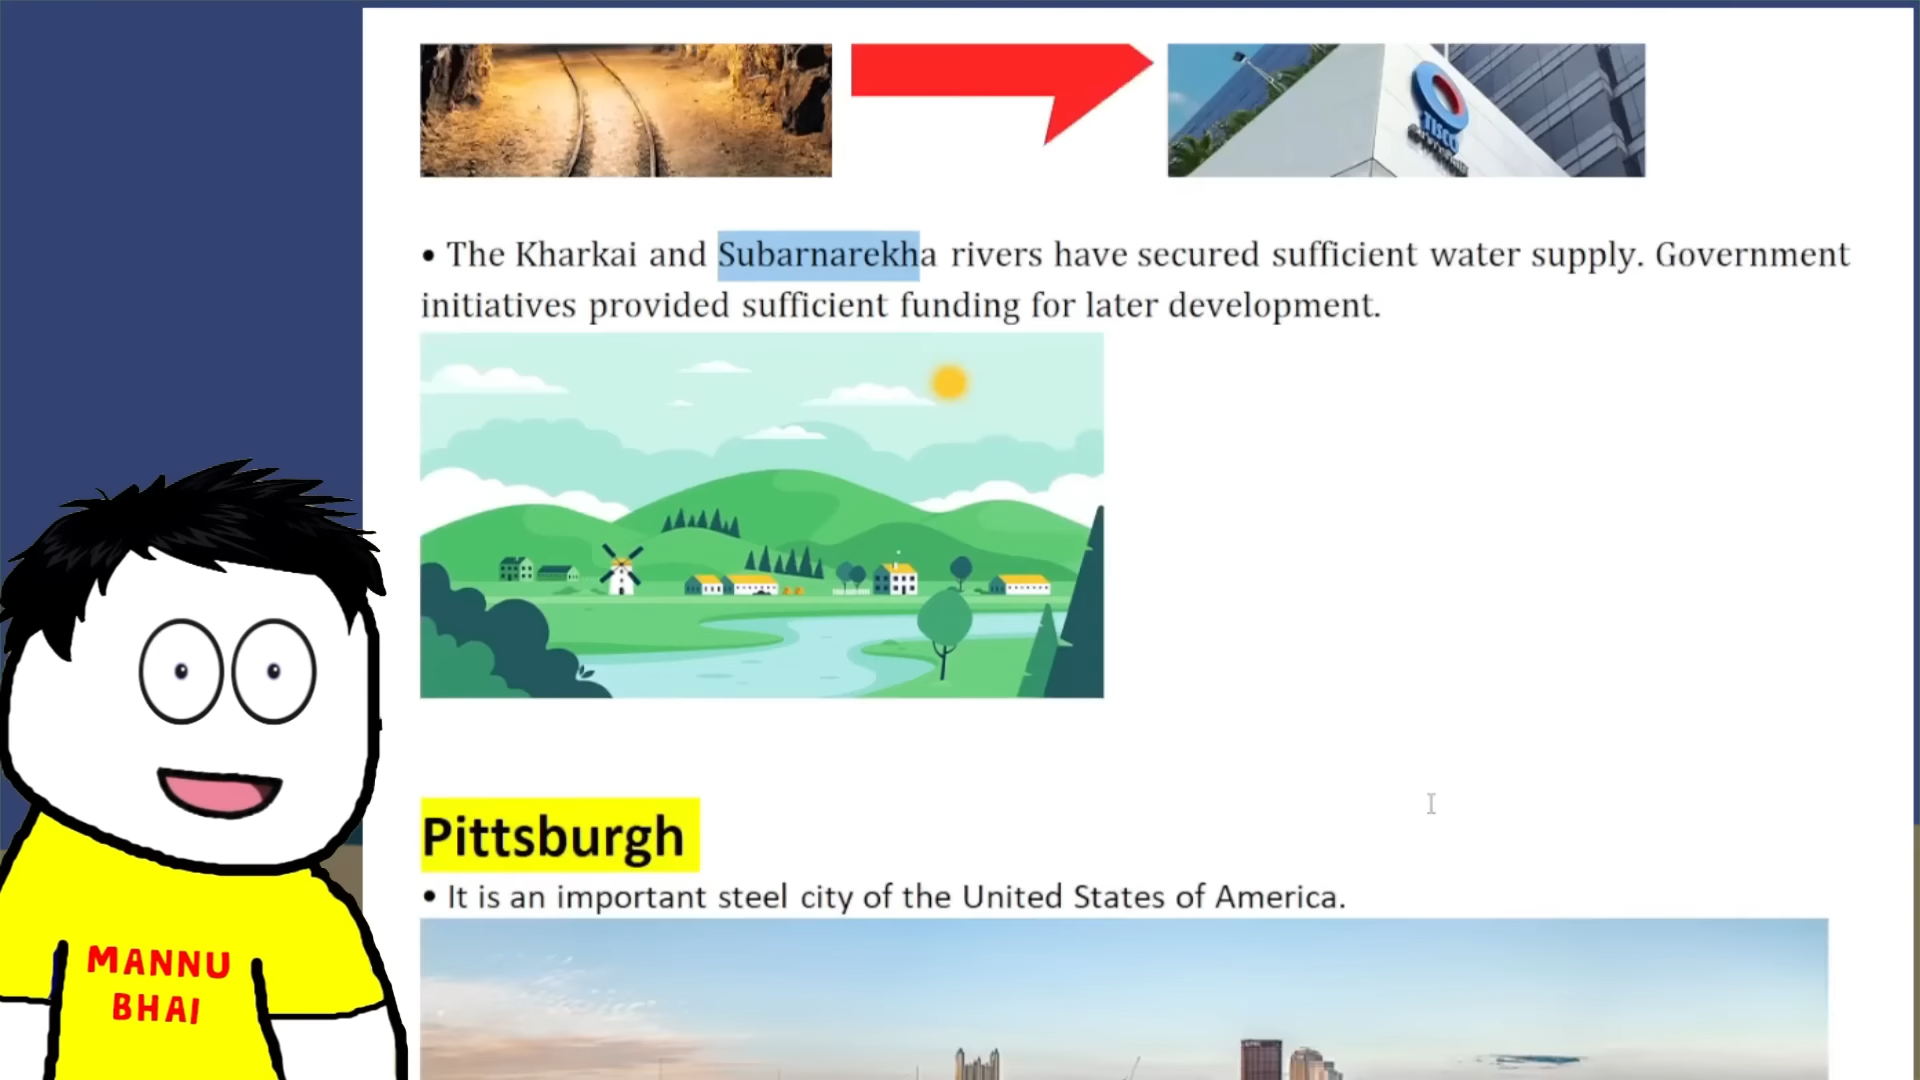 TISCO
• The Kharkai and Subarnarekha rivers have secured sufficient water supply. Government
initiatives provided sufficient funding for later development.
Pittsburgh
• It is an important steel city of the United States of America.
MANNU
BHAI